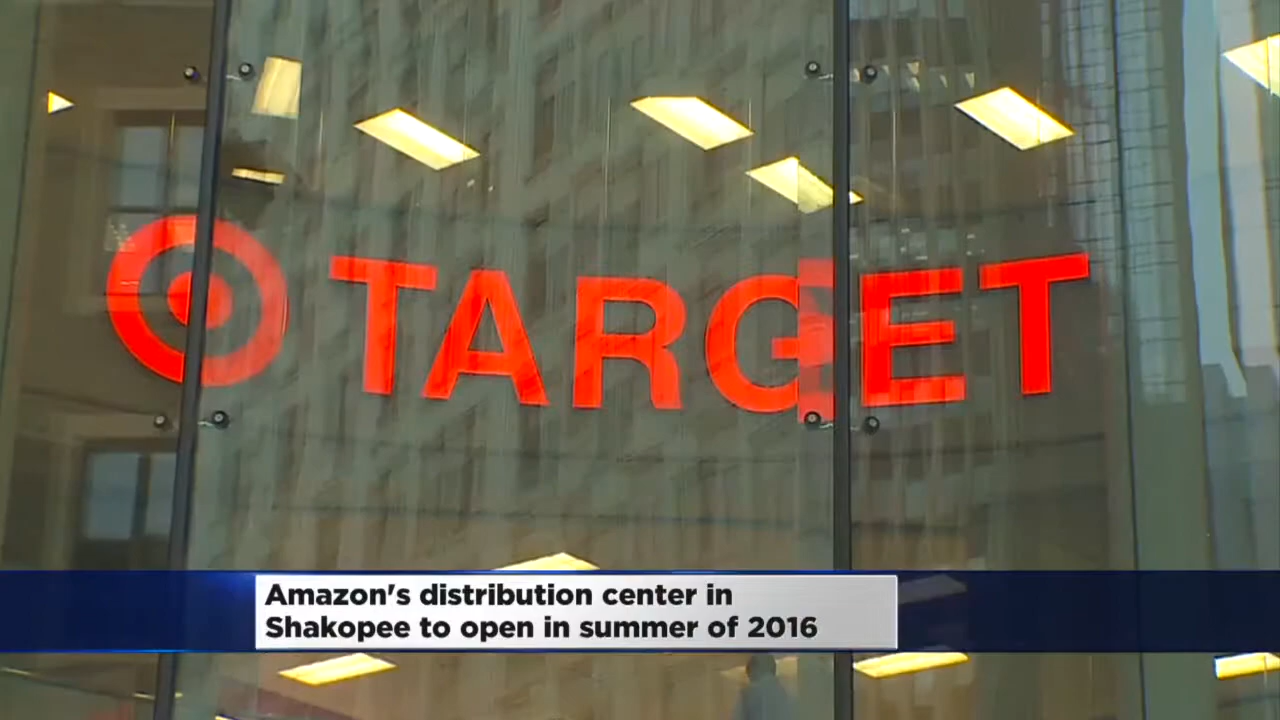 TARGET
Amazon's distribution center in
Shakopee to open in summer of 2016